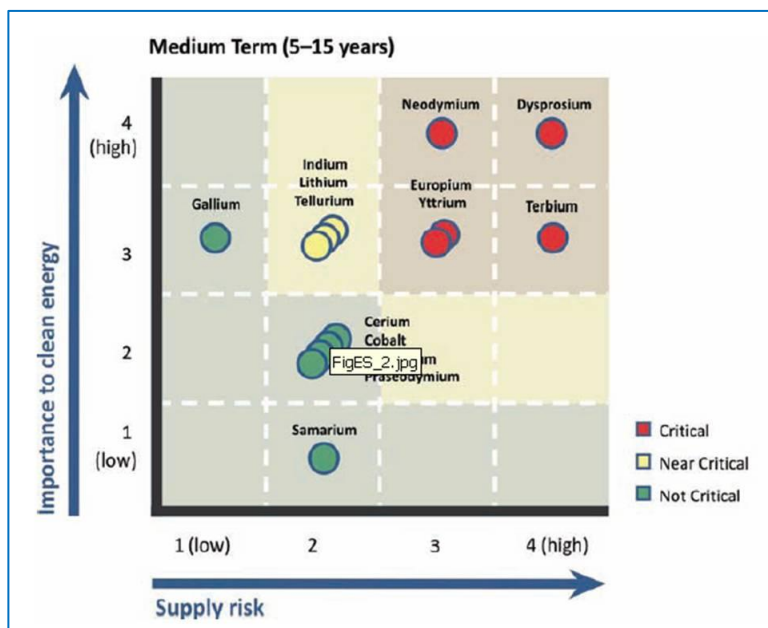 Medium Term (5–15 years)
Importance to clean energy
4
(high)
3
2
1
(low)
Neodymium
Dysprosium
Indium
Lithium
Tellurium
Gallium
Europium
Yttrium
Terbium
Cerium
Cobalt
FigES_2.jpg
Praseodymium
Samarium
Critical
Near Critical
Not Critical
1 (low)
2
3
4 (high)
Supply risk